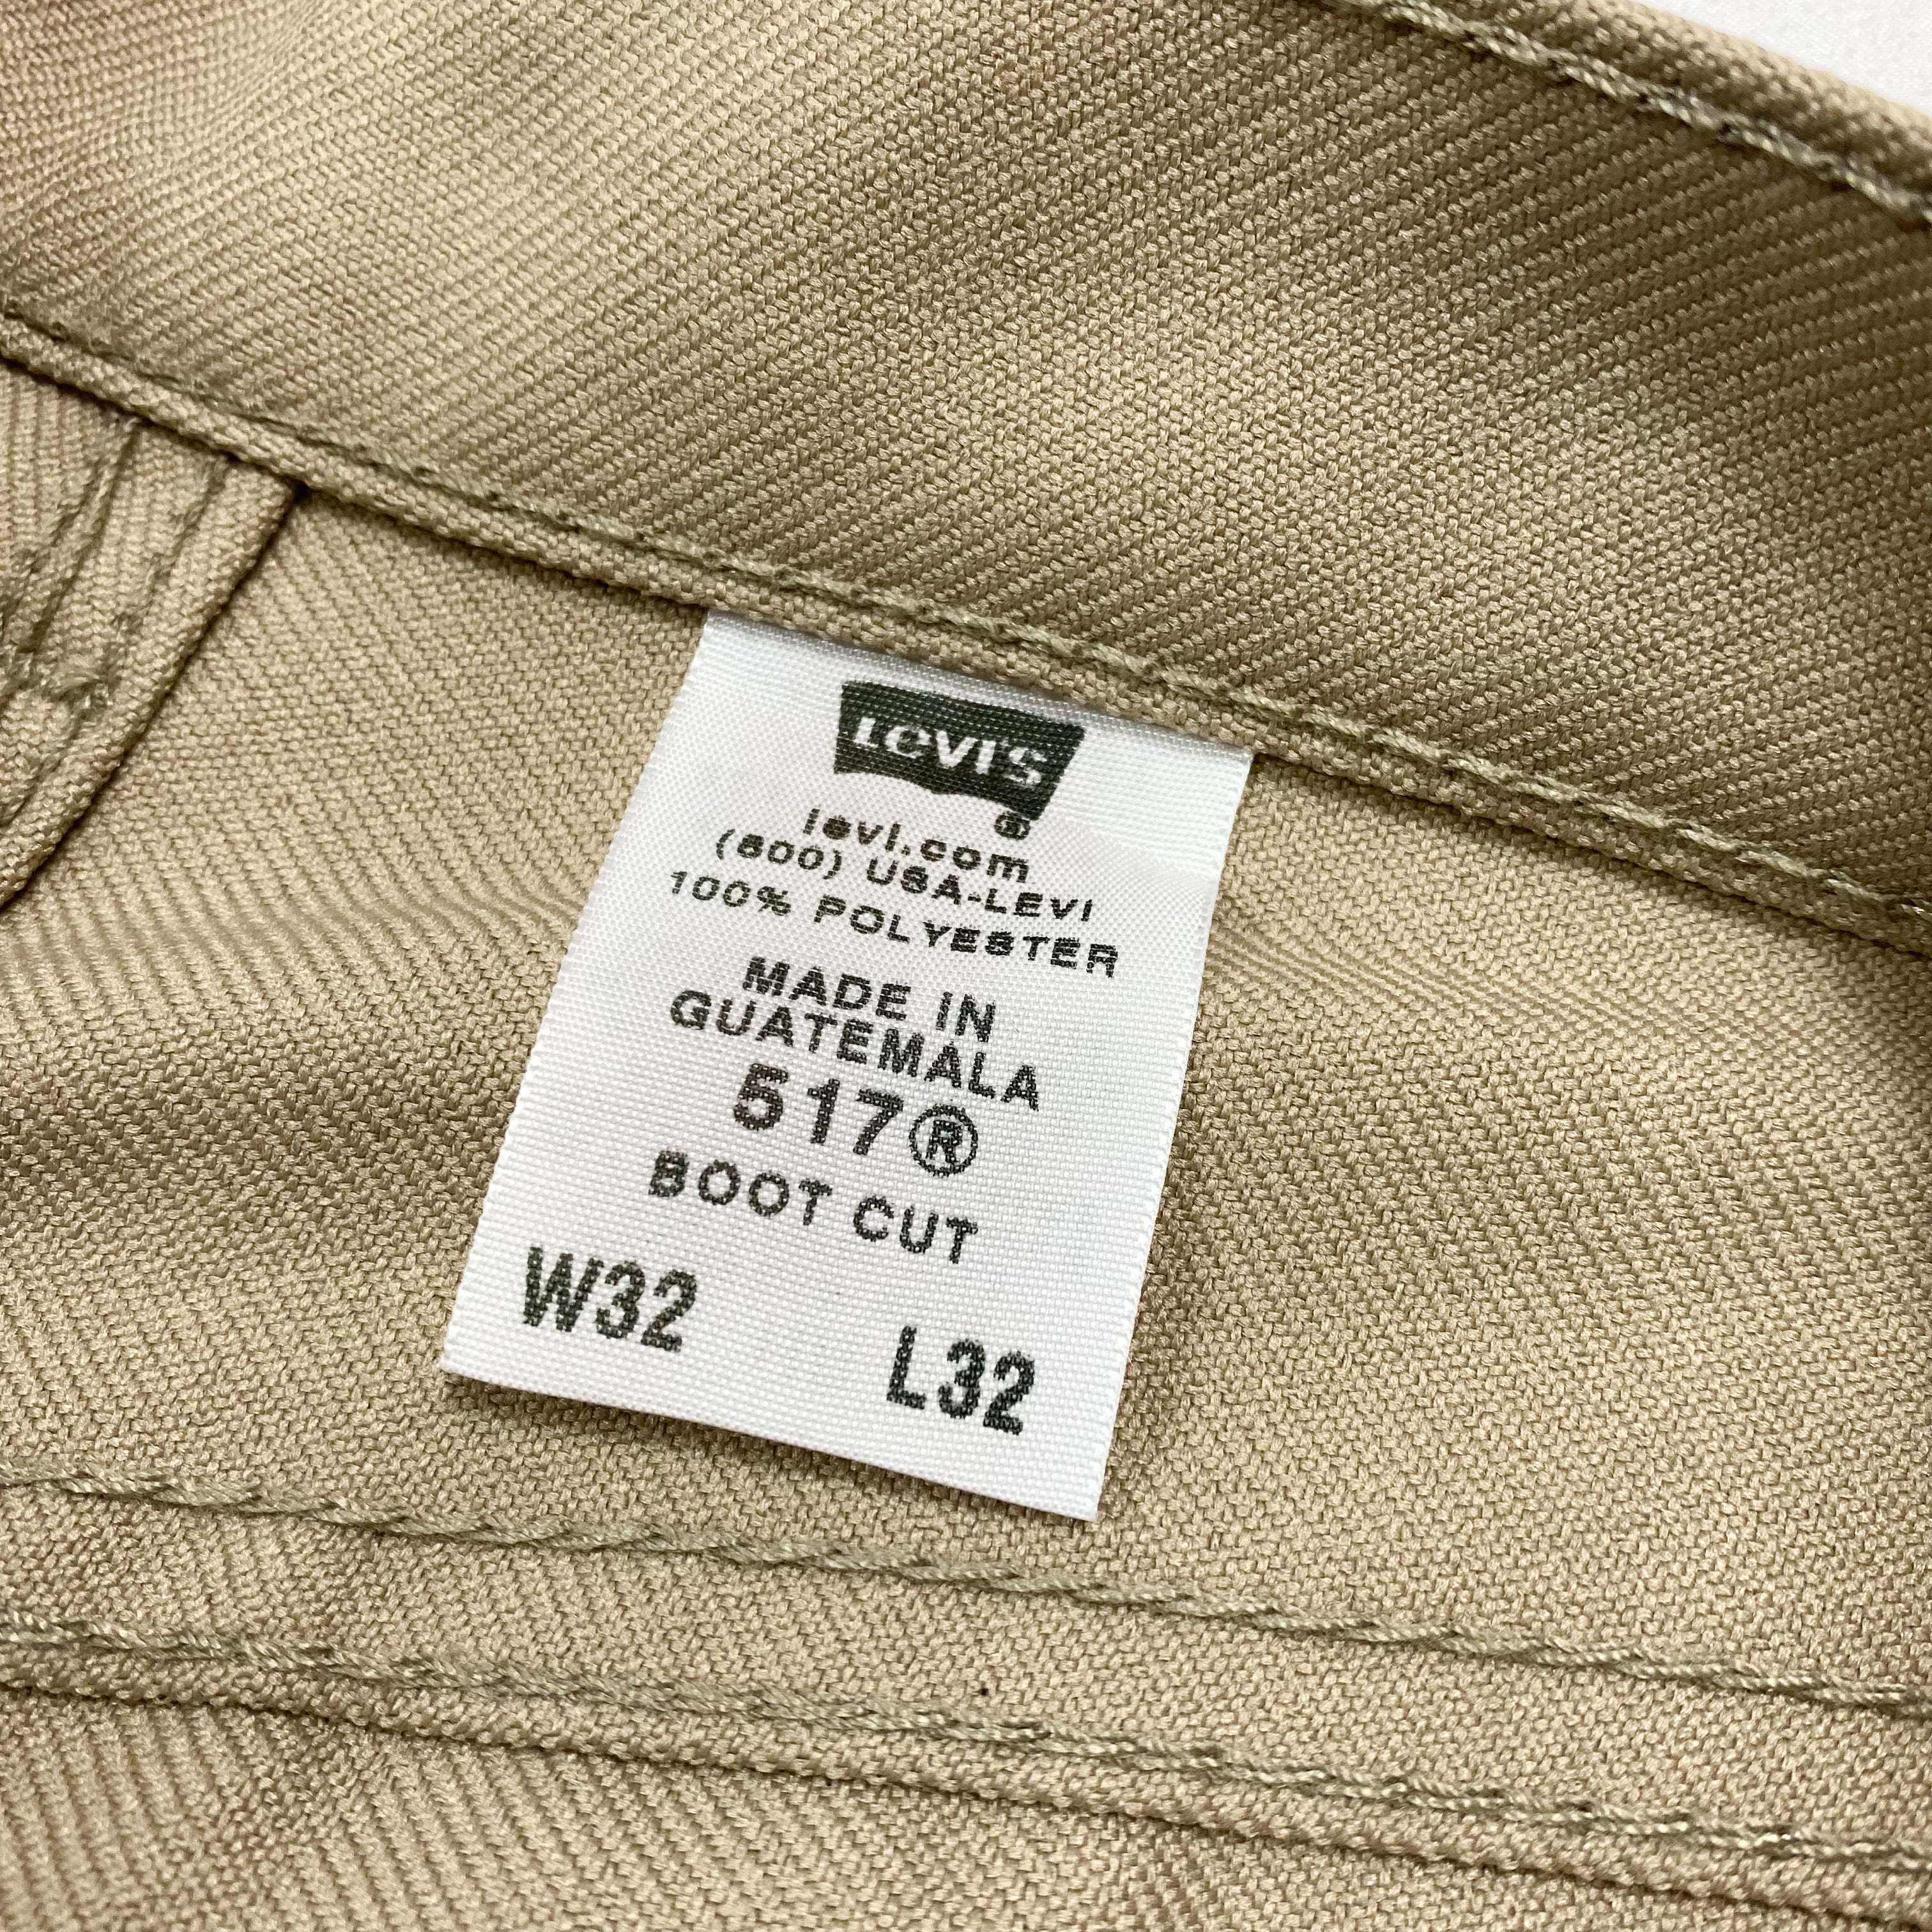 LEVI'S
®
levi.com
(800) USA-LEVI
100% POLYESTER
MADE IN
GUATEMALA
517®
BOOT CUT
W32 L32